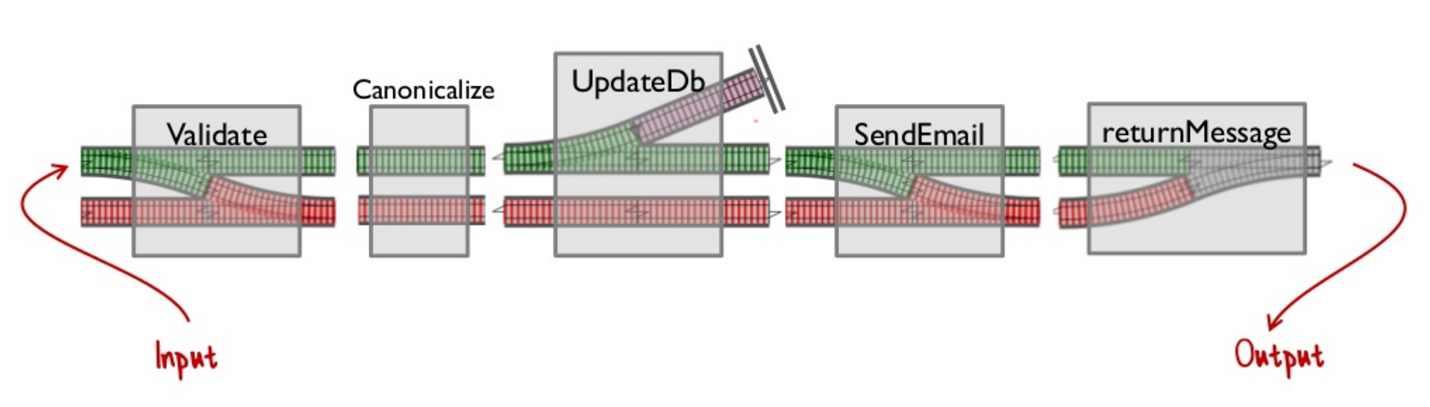 Validate
Canonicalize
UpdateDb
SendEmail
returnMessage
Input
Output